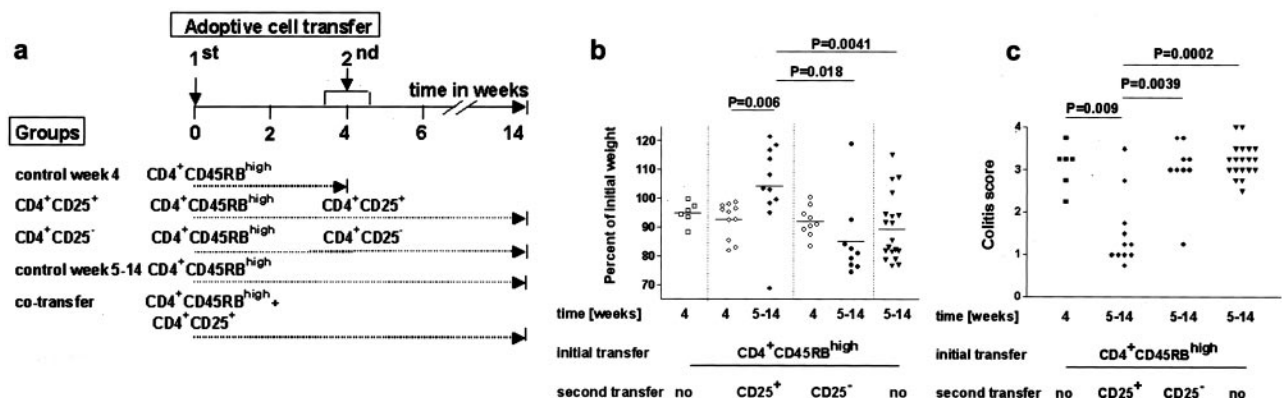 a
Adoptive cell transfer
1st
2nd
time in weeks
Groups
0 2 4 6 14
control week 4 CD4+CD45RBhigh
CD4+CD25+ CD4+CD45RBhigh CD4+CD25+
CD4+CD25- CD4+CD45RBhigh CD4+CD25-
control week 5-14 CD4+CD45RBhigh
co-transfer CD4+CD45RBhigh +
CD4+CD25+
b
P=0.0041
P=0.018
P=0.006
Percent of initial weight
120
110
100
90
80
70
time [weeks] 4 4 5-14 4 5-14 5-14
initial transfer CD4+CD45RBhigh
second transfer no CD25+ CD25- no
c
P=0.0002
P=0.0039
P=0.009
Colitis score
4
3
2
1
0
time [weeks] 4 5-14 5-14 5-14
initial transfer CD4+CD45RBhigh
second transfer no CD25+ CD25- no